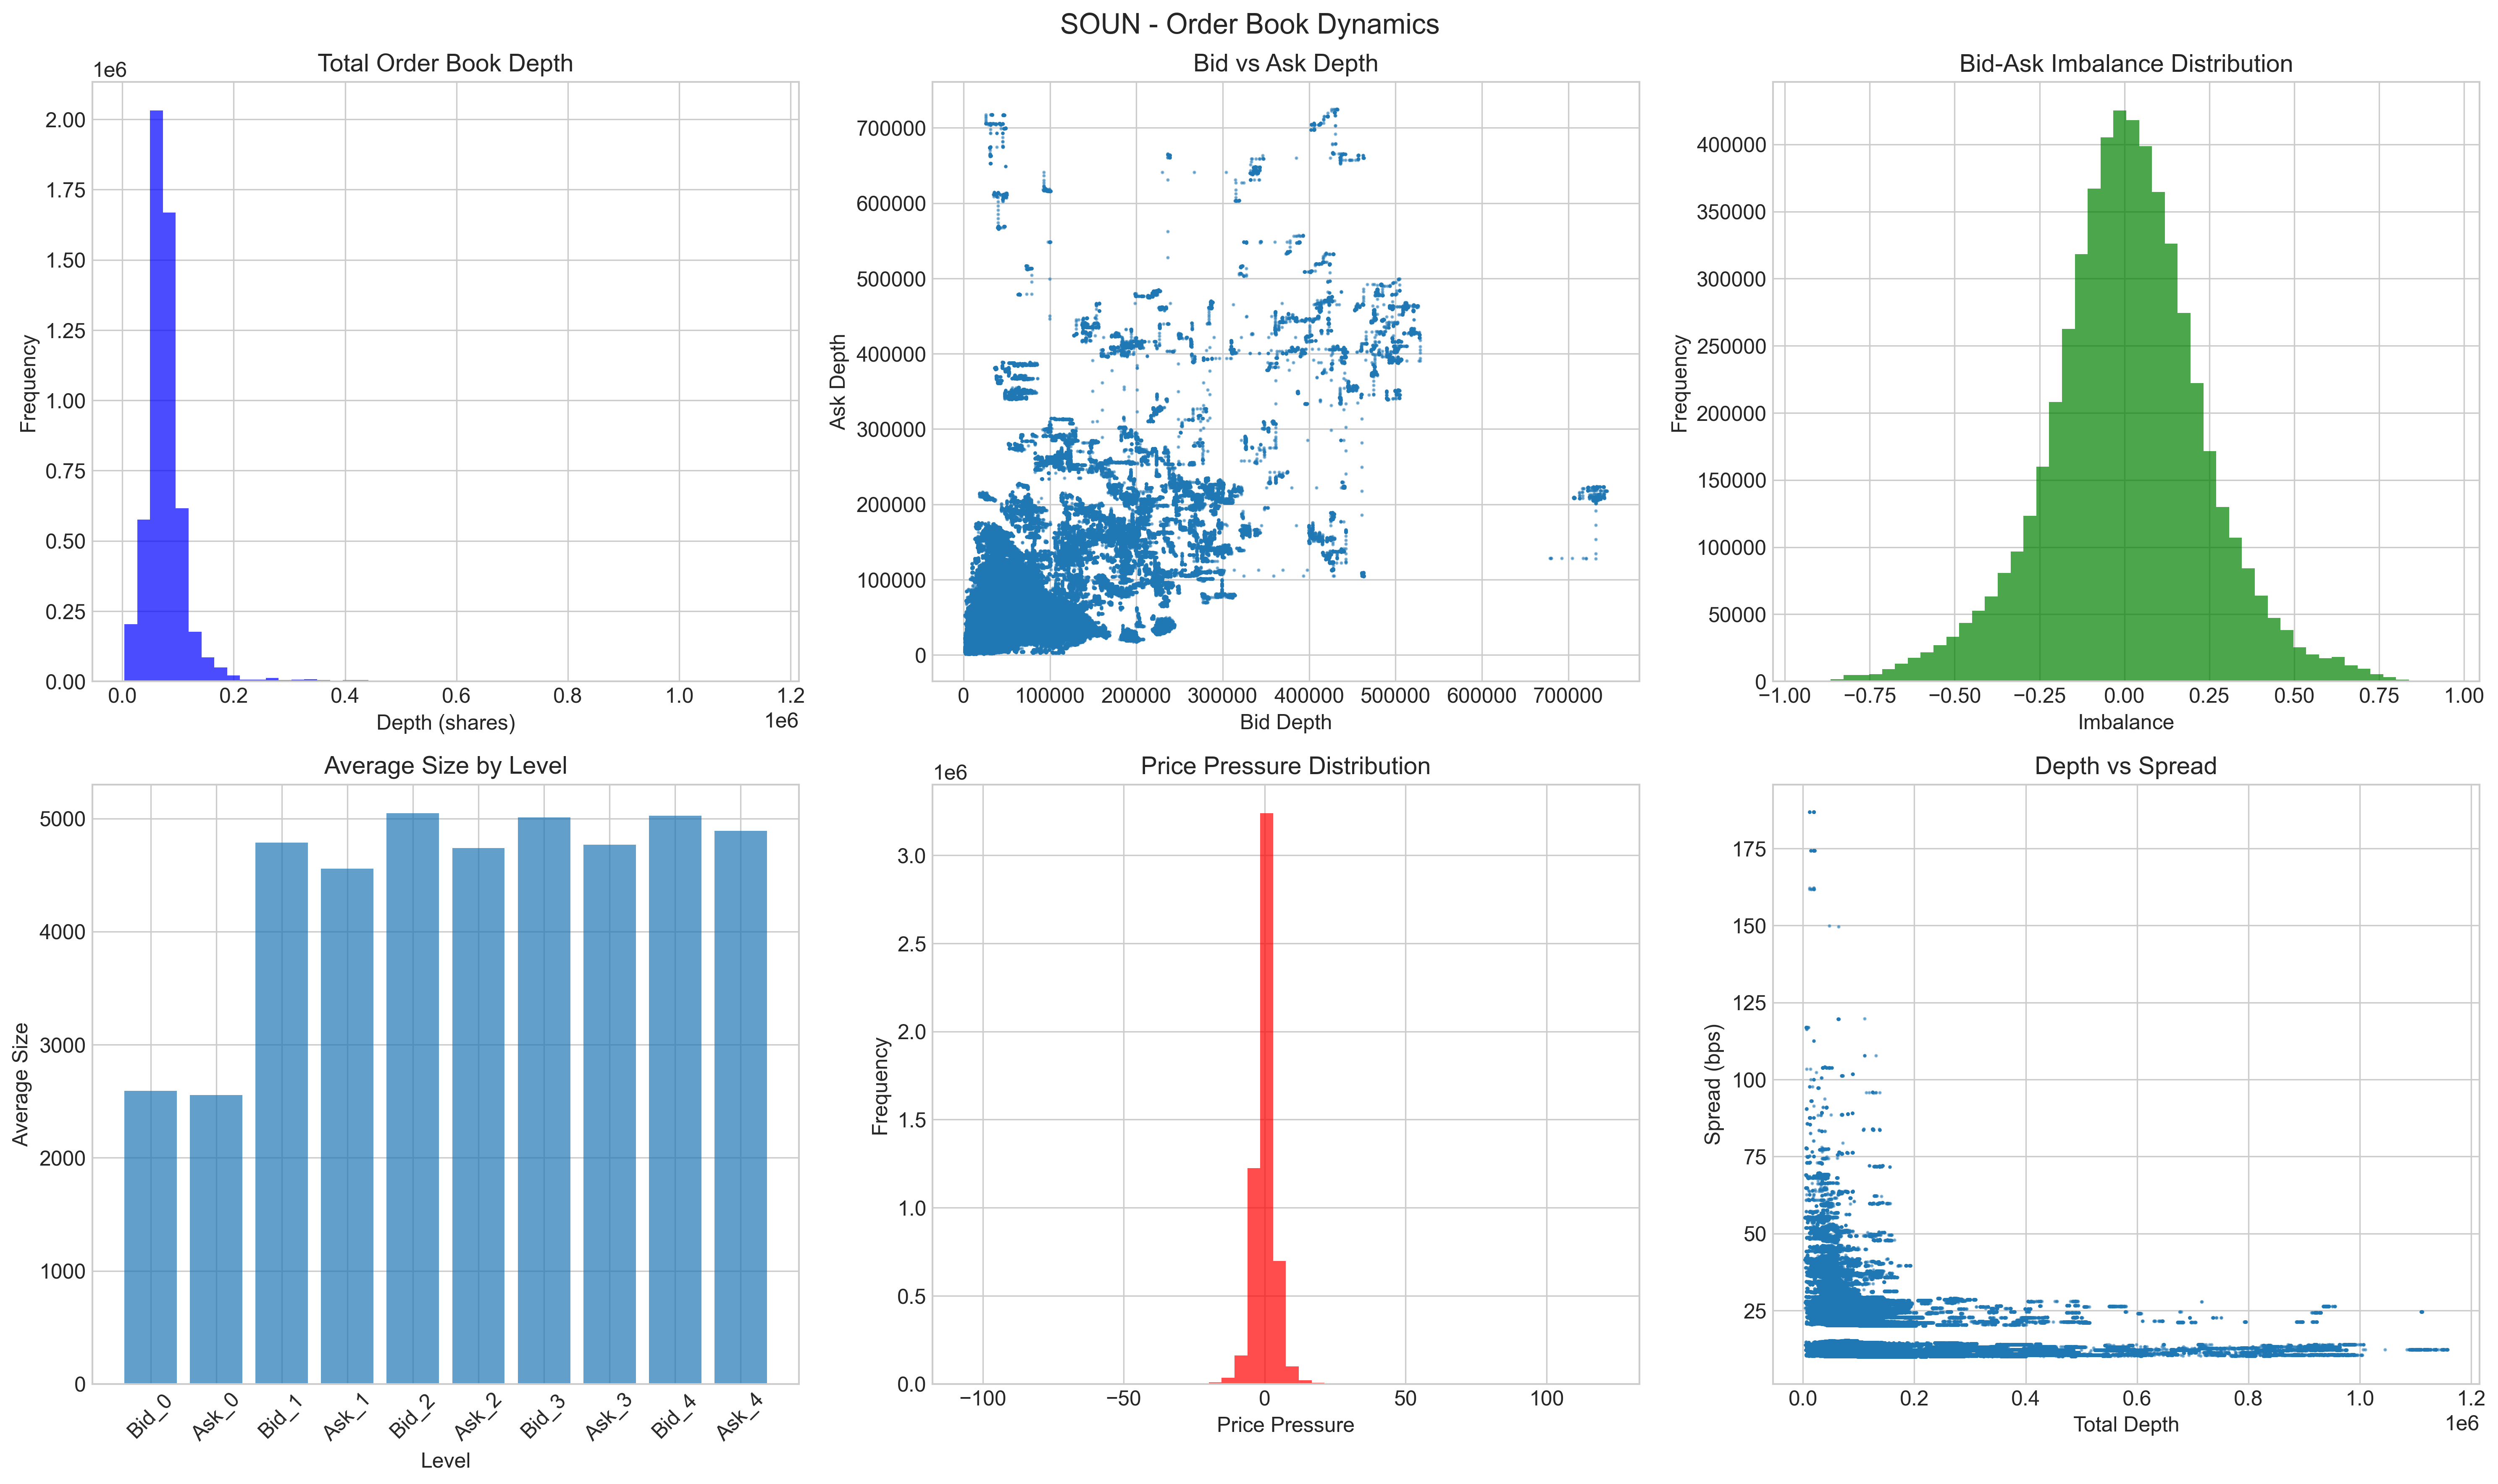 SOUN - Order Book Dynamics
Total Order Book Depth
1e6
2.00
1.75
1.50
1.25
1.00
0.75
0.50
0.25
0.00
Frequency
0.0 0.2 0.4 0.6 0.8 1.0 1.2
1e6
Depth (shares)
Bid vs Ask Depth
700000
600000
500000
400000
300000
200000
100000
0
Ask Depth
0 100000 200000 300000 400000 500000 600000 700000
Bid Depth
Bid-Ask Imbalance Distribution
400000
350000
300000
250000
200000
150000
100000
50000
0
Frequency
−1.00 −0.75 −0.50 −0.25 0.00 0.25 0.50 0.75 1.00
Imbalance
Average Size by Level
5000
4000
3000
2000
1000
0
Average Size
Bid_0 Ask_0 Bid_1 Ask_1 Bid_2 Ask_2 Bid_3 Ask_3 Bid_4 Ask_4
Level
Price Pressure Distribution
1e6
3.0
2.5
2.0
1.5
1.0
0.5
0.0
Frequency
−100 −50 0 50 100
Price Pressure
Depth vs Spread
175
150
125
100
75
50
25
Spread (bps)
0.0 0.2 0.4 0.6 0.8 1.0 1.2
1e6
Total Depth